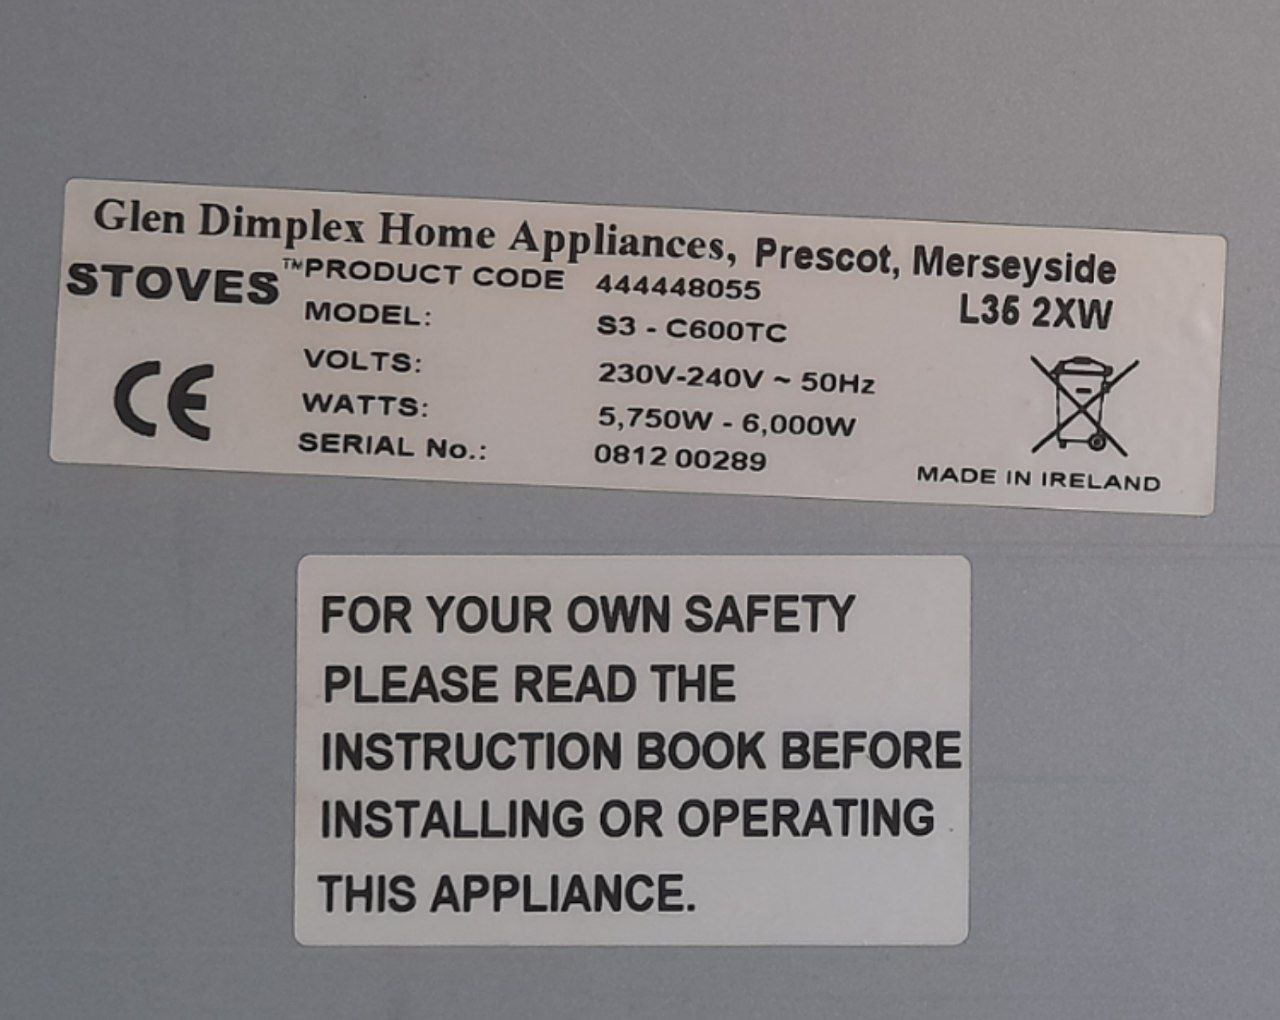 Glen Dimplex Home Appliances, Prescot, Merseyside
L35 2XW
STOVES™
PRODUCT CODE 444448055
MODEL: S3 - C600TC
VOLTS: 230V-240V ~ 50Hz
WATTS: 5,750W - 6,000W
SERIAL No.: 0812 00289
CE
MADE IN IRELAND
FOR YOUR OWN SAFETY
PLEASE READ THE
INSTRUCTION BOOK BEFORE
INSTALLING OR OPERATING
THIS APPLIANCE.